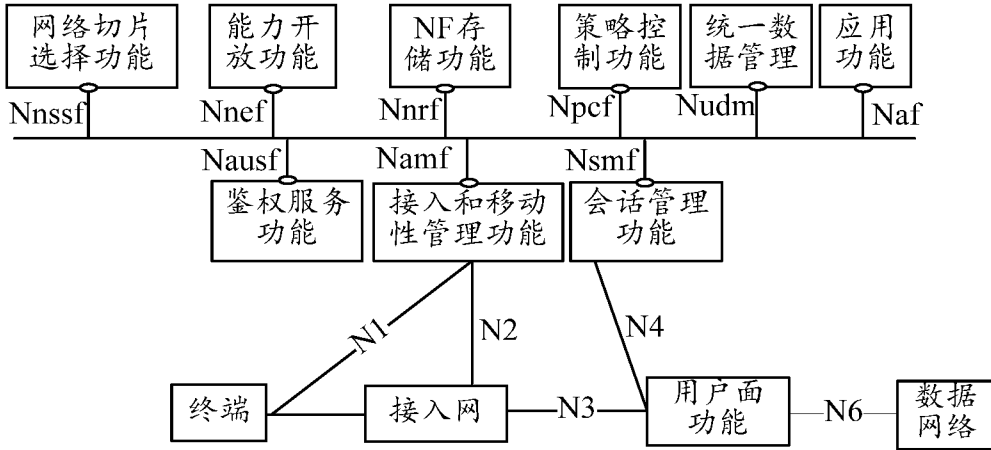 网络切片
选择功能
能力开
放功能
NF存
储功能
策略控
制功能
统一数
据管理
应用
功能
Nnssf
Nnef
Nnrf
Npcf
Nudm
Naf
Nausf
Namf
Nsmf
鉴权服务
功能
接入和移动
性管理功能
会话管理
功能
N1
N2
N4
终端
接入网
N3
用户面
功能
N6
数据
网络